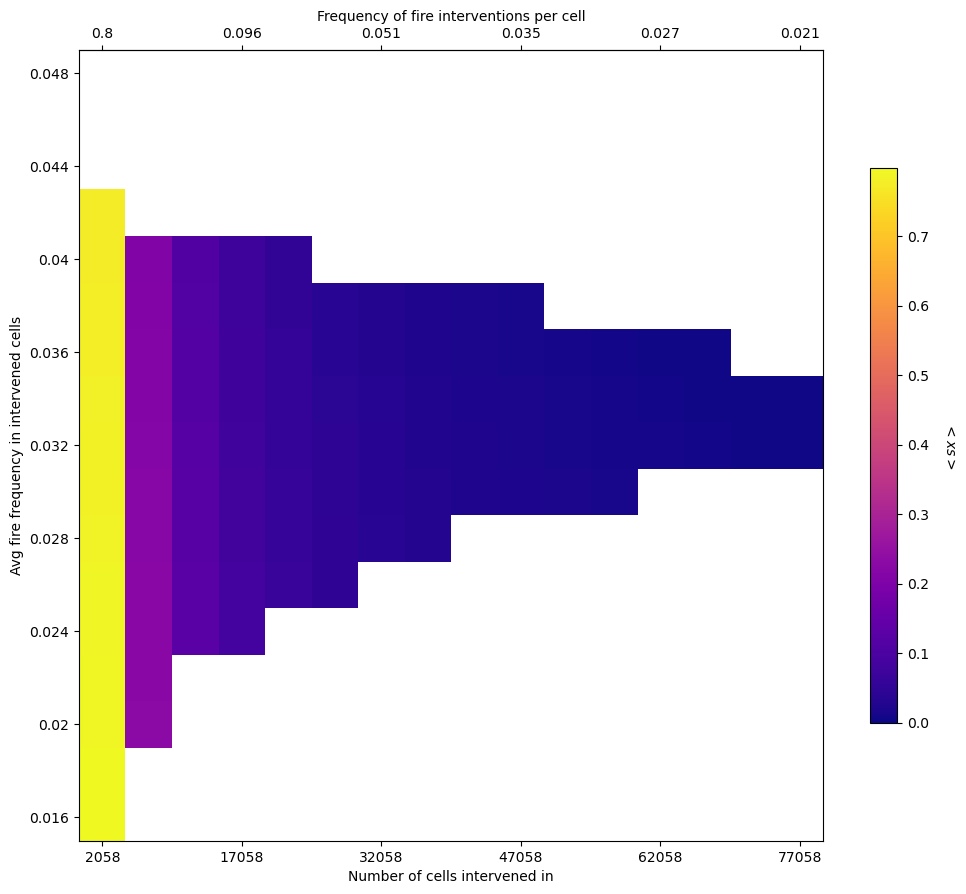 Frequency of fire interventions per cell
0.8 0.096 0.051 0.035 0.027 0.021
0.048
0.044
0.04
0.036
0.032
0.028
0.024
0.02
0.016
Avg fire frequency in intervened cells
2058 17058 32058 47058 62058 77058
Number of cells intervened in
0.7
0.6
0.5
0.4
0.3
0.2
0.1
0.0
< sx >